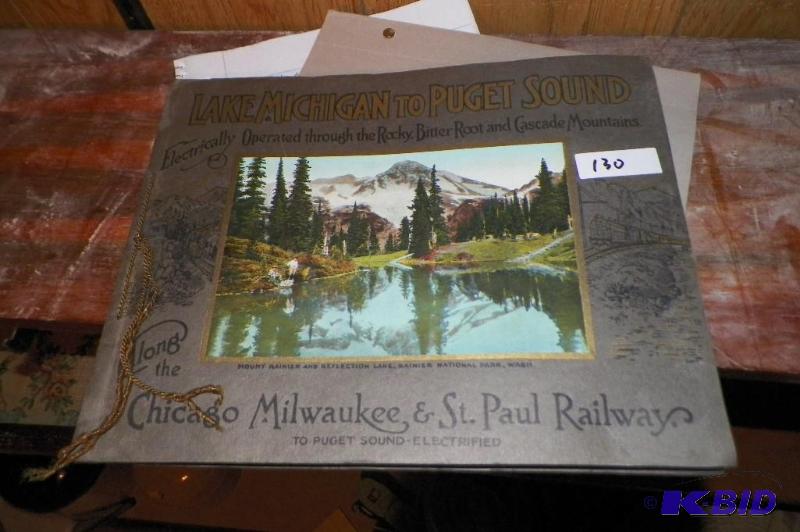 LAKE MICHIGAN TO PUGET SOUND
Electrically Operated through the Rocky, Bitter Root and Cascade Mountains.
130
MOUNT RAINIER AND REFLECTION LAKE, RAINIER NATIONAL PARK, WASH.
Along
the
Chicago Milwaukee, & St. Paul Railway
TO PUGET SOUND-ELECTRIFIED
© K-BID